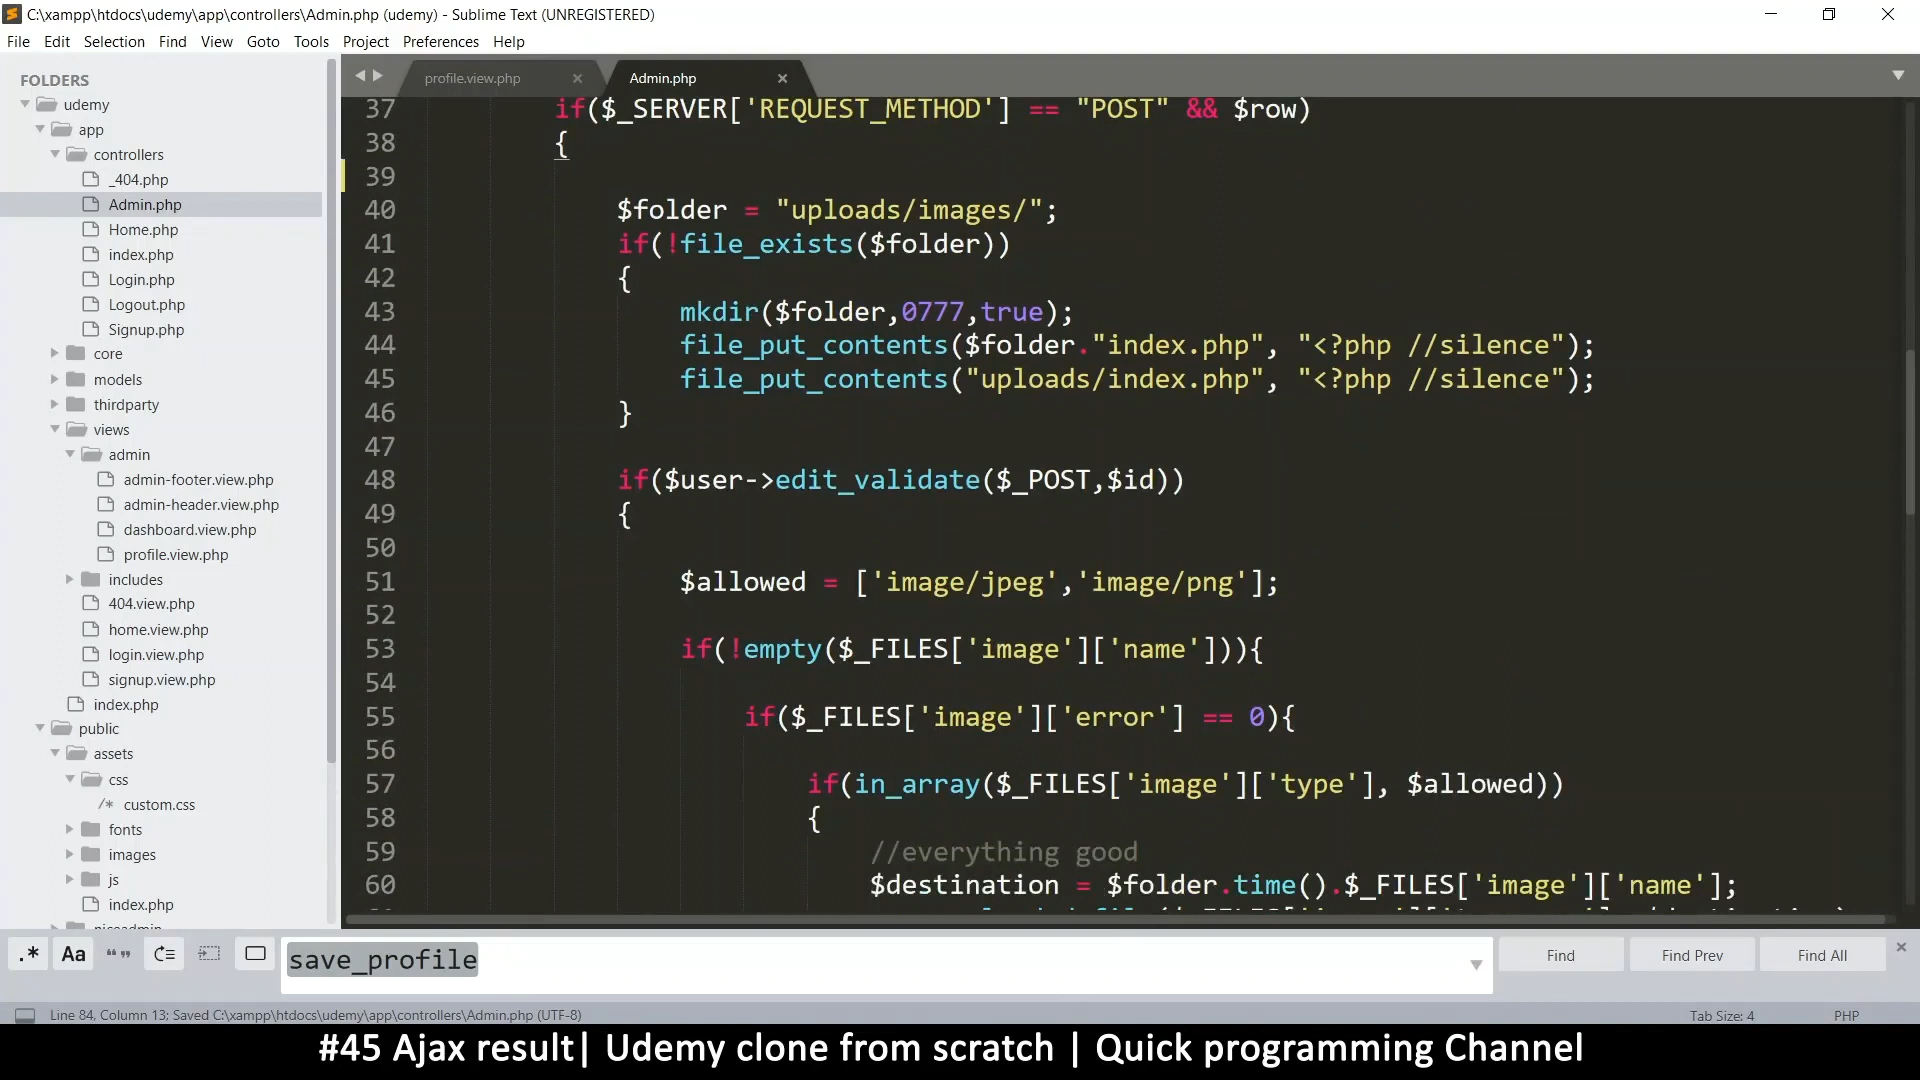 C:\xampp\htdocs\udemy\app\controllers\Admin.php (udemy) - Sublime Text (UNREGISTERED)
File Edit Selection Find View Goto Tools Project Preferences Help
FOLDERS
udemy
app
controllers
_404.php
Admin.php
Home.php
index.php
Login.php
Logout.php
Signup.php
core
models
thirdparty
views
admin
admin-footer.view.php
admin-header.view.php
dashboard.view.php
profile.view.php
includes
404.view.php
home.view.php
login.view.php
signup.view.php
index.php
public
assets
css
/* custom.css
fonts
images
js
index.php
profile.view.php Admin.php
37 if($_SERVER['REQUEST_METHOD'] == "POST" && $row)
38 {
39
40 $folder = "uploads/images/";
41 if(!file_exists($folder))
42 {
43 mkdir($folder,0777,true);
44 file_put_contents($folder."index.php", "<?php //silence");
45 file_put_contents("uploads/index.php", "<?php //silence");
46 }
47
48 if($user->edit_validate($_POST,$id))
49 {
50
51 $allowed = ['image/jpeg','image/png'];
52
53 if(!empty($_FILES['image']['name'])){
54
55 if($_FILES['image']['error'] == 0){
56
57 if(in_array($_FILES['image']['type'], $allowed))
58 {
59 //everything good
60 $destination = $folder.time().$_FILES['image']['name'];
.* Aa “” save_profile Find Find Prev Find All
Line 84, Column 13; Saved C:\xampp\htdocs\udemy\app\controllers\Admin.php (UTF-8) Tab Size: 4 PHP
#45 Ajax result| Udemy clone from scratch | Quick programming Channel